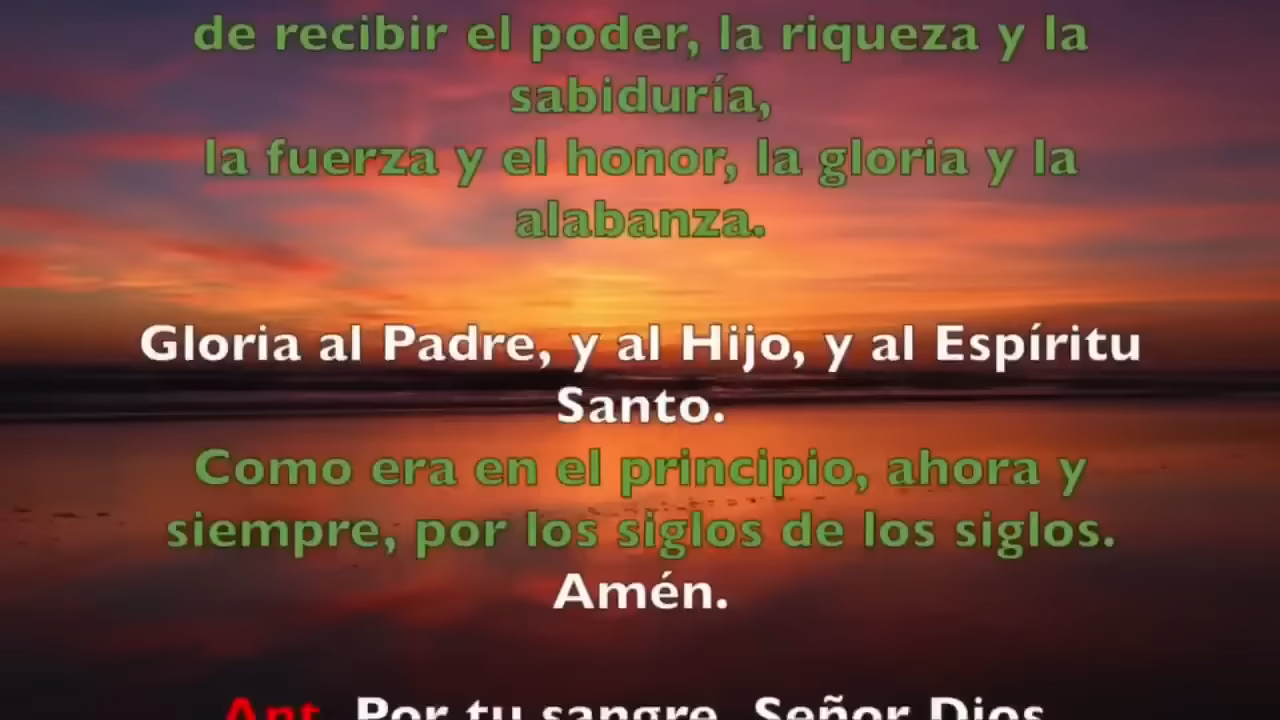 de recibir el poder, la riqueza y la
sabiduría,
la fuerza y el honor, la gloria y la
alabanza.
Gloria al Padre, y al Hijo, y al Espíritu
Santo.
Como era en el principio, ahora y
siempre, por los siglos de los siglos.
Amén.
Ant. Por tu sangre, Señor Dios